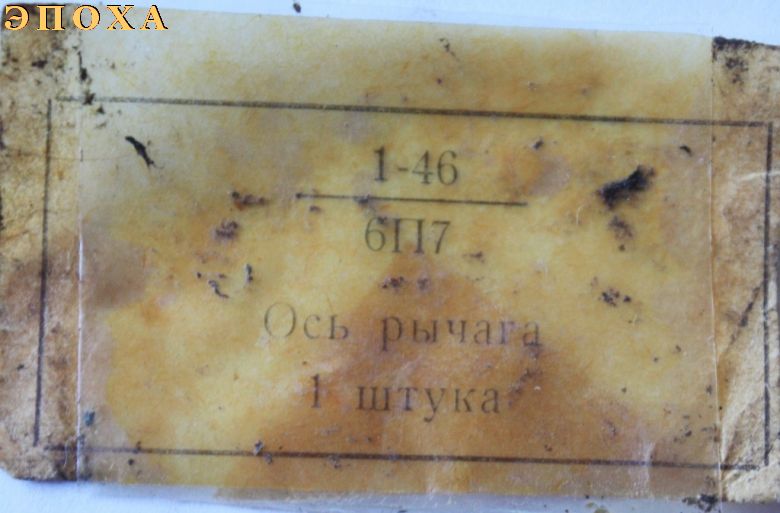 ЭПОХА
1-46
6П7
Ось рычага
1 штука